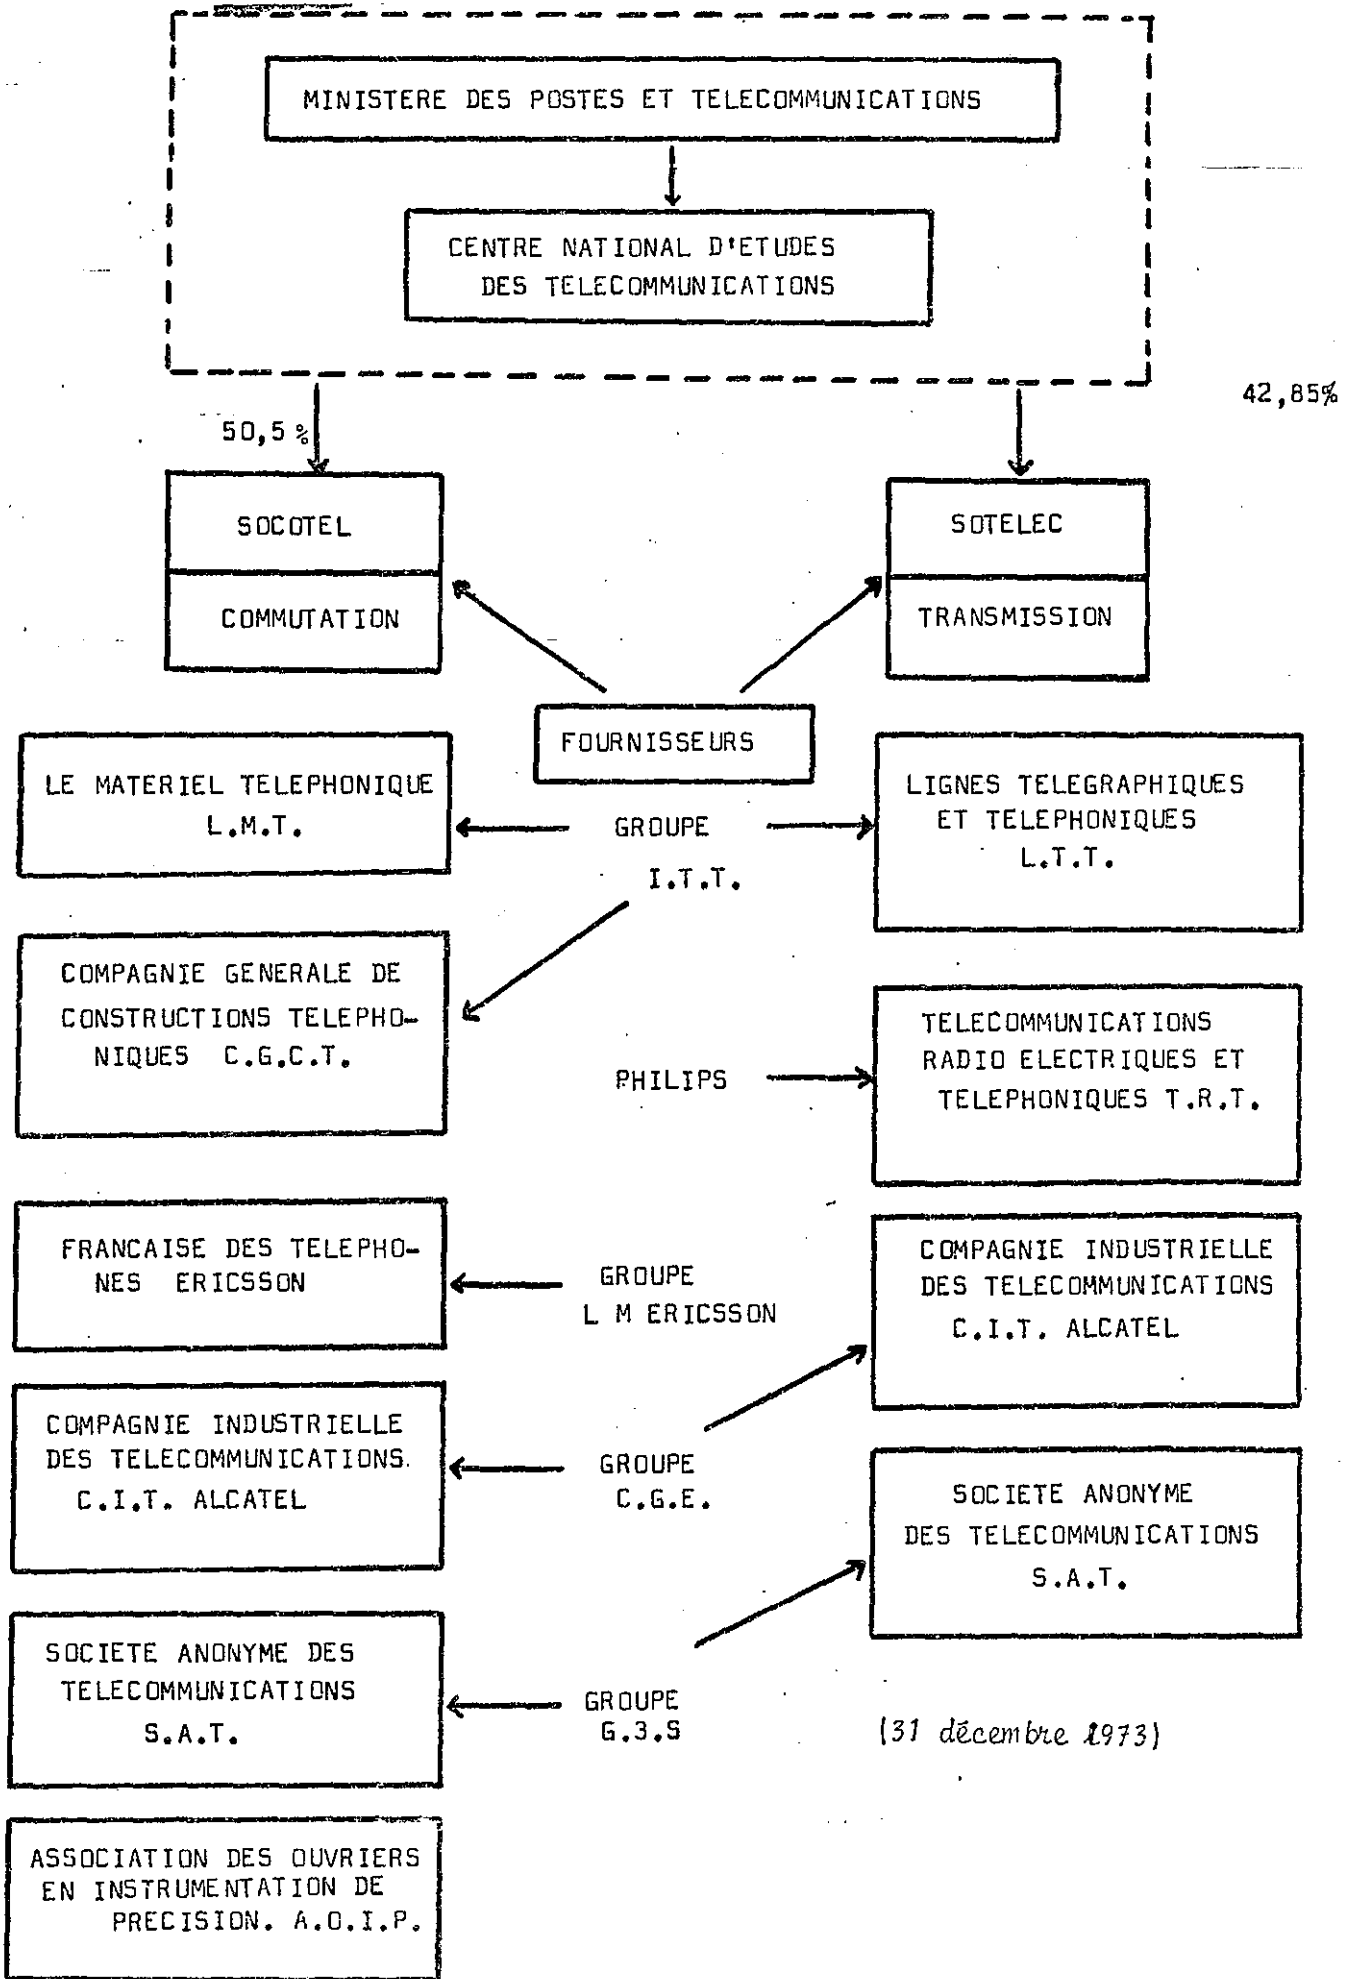 MINISTERE DES POSTES ET TELECOMMUNICATIONS
CENTRE NATIONAL D'ETUDES
DES TELECOMMUNICATIONS
42,85%
50,5 %
SOCOTEL
COMMUTATION
SOTELEC
TRANSMISSION
FOURNISSEURS
LE MATERIEL TELEPHONIQUE
L.M.T.
GROUPE
I.T.T.
LIGNES TELEGRAPHIQUES
ET TELEPHONIQUES
L.T.T.
COMPAGNIE GENERALE DE
CONSTRUCTIONS TELEPHO-
NIQUES C.G.C.T.
PHILIPS
TELECOMMUNICATIONS
RADIO ELECTRIQUES ET
TELEPHONIQUES T.R.T.
FRANCAISE DES TELEPHO-
NES ERICSSON
GROUPE
L M ERICSSON
COMPAGNIE INDUSTRIELLE
DES TELECOMMUNICATIONS
C.I.T. ALCATEL
COMPAGNIE INDUSTRIELLE
DES TELECOMMUNICATIONS.
C.I.T. ALCATEL
GROUPE
C.G.E.
SOCIETE ANONYME
DES TELECOMMUNICATIONS
S.A.T.
SOCIETE ANONYME DES
TELECOMMUNICATIONS
S.A.T.
GROUPE
G.3.S
(31 décembre 1973)
ASSOCIATION DES OUVRIERS
EN INSTRUMENTATION DE
PRECISION. A.O.I.P.